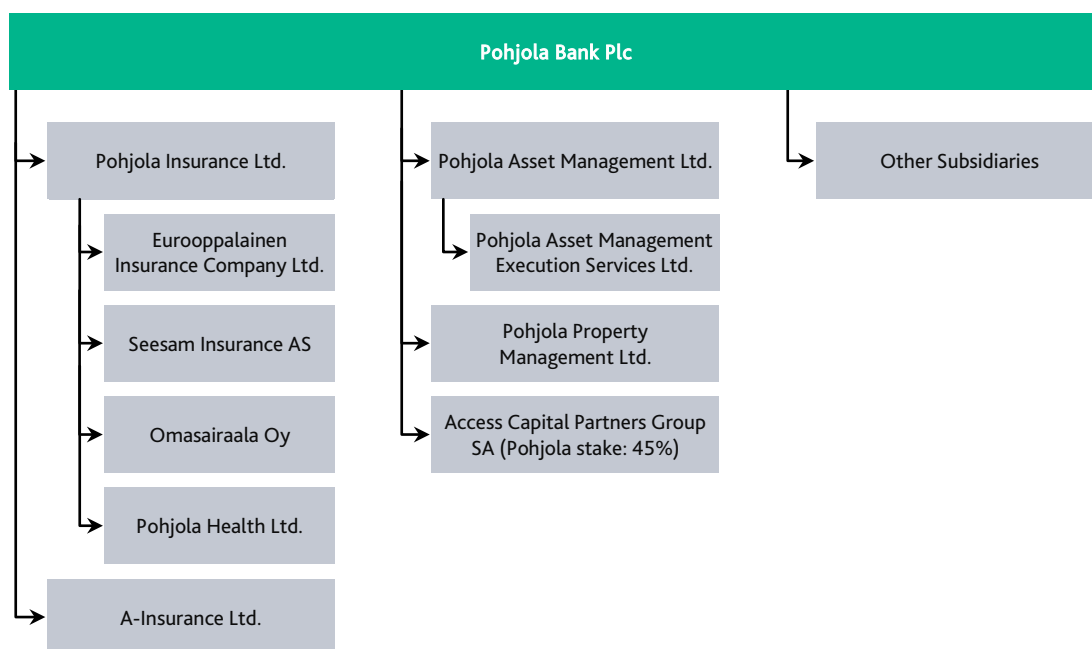 Pohjola Bank Plc
Pohjola Insurance Ltd.
Eurooppalainen
Insurance Company Ltd.
Seesam Insurance AS
Omasairaala Oy
Pohjola Health Ltd.
A-Insurance Ltd.
Pohjola Asset Management Ltd.
Pohjola Asset Management
Execution Services Ltd.
Pohjola Property
Management Ltd.
Access Capital Partners Group
SA (Pohjola stake: 45%)
Other Subsidiaries